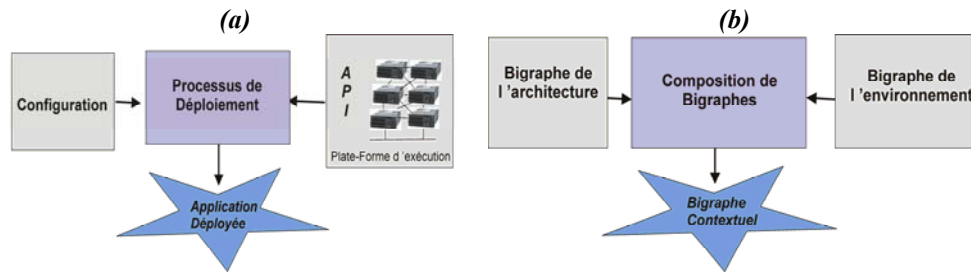 (a)
Configuration
Processus de
Déploiement
A
P
I
Plate-Forme d 'exécution
Application
Déployée
(b)
Bigraphe de
l 'architecture
Composition de
Bigraphes
Bigraphe de
l 'environnement
Bigraphe
Contextuel